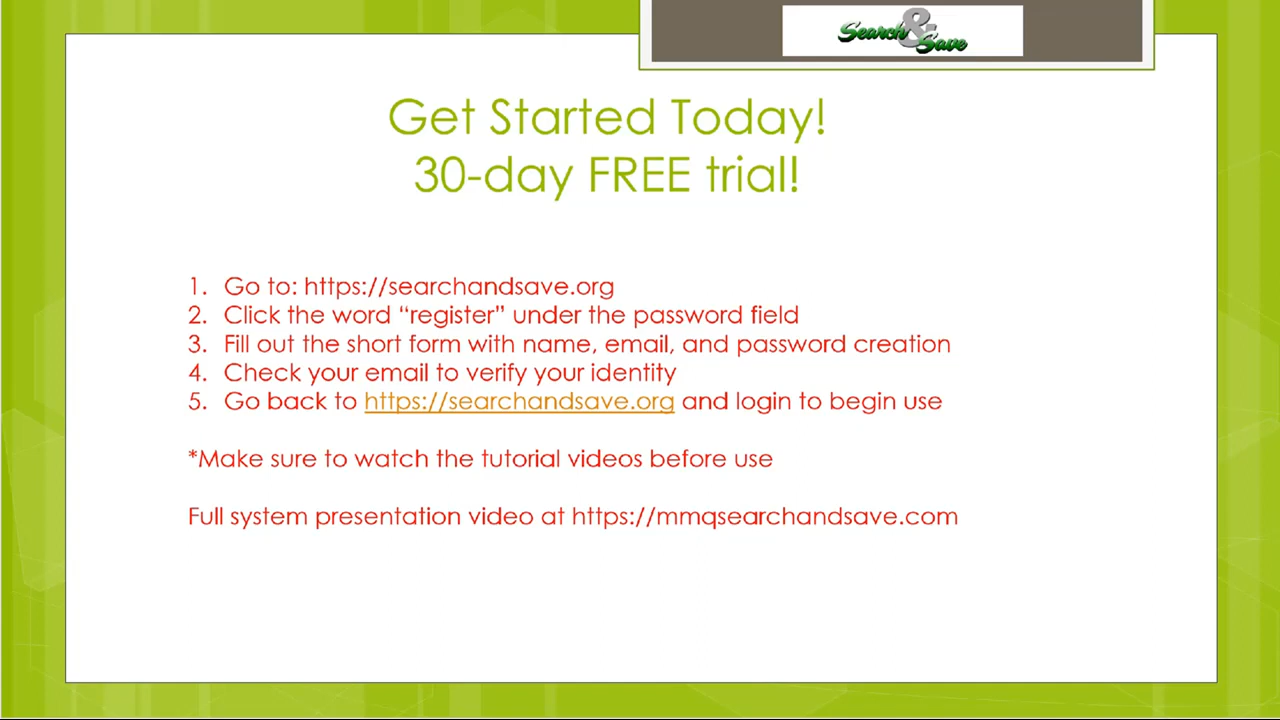 Search & Save
Get Started Today!
30-day FREE trial!
1. Go to: https://searchandsave.org
2. Click the word “register” under the password field
3. Fill out the short form with name, email, and password creation
4. Check your email to verify your identity
5. Go back to https://searchandsave.org and login to begin use
*Make sure to watch the tutorial videos before use
Full system presentation video at https://mmqsearchandsave.com